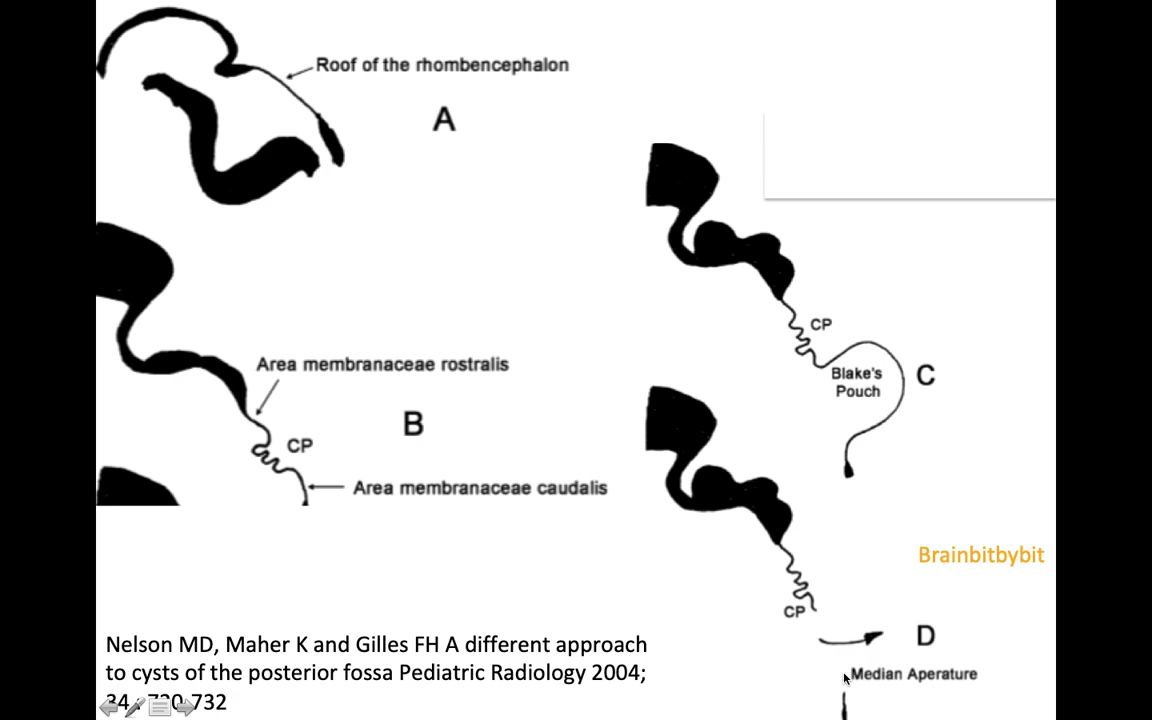 Roof of the rhombencephalon
A
Area membranaceae rostralis
B
CP
Area membranaceae caudalis
CP
Blake's
Pouch
C
Brainbitbybit
CP
D
Median Aperature
Nelson MD, Maher K and Gilles FH A different approach
to cysts of the posterior fossa Pediatric Radiology 2004;
34: 732